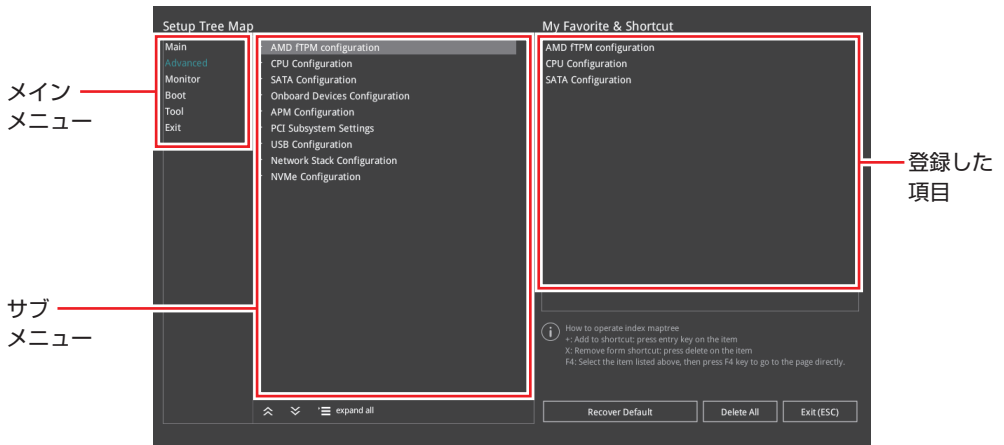 Setup Tree Map
Main
Advanced
Monitor
Boot
Tool
Exit
AMD fTPM configuration
CPU Configuration
SATA Configuration
Onboard Devices Configuration
APM Configuration
PCI Subsystem Settings
USB Configuration
Network Stack Configuration
NVMe Configuration
expand all
My Favorite & Shortcut
AMD fTPM configuration
CPU Configuration
SATA Configuration
How to operate index maptree
+: Add to shortcut: press entry key on the item
X: Remove form shortcut: press delete on the item
F4: Select the item listed above, then press F4 key to go to the page directly.
Recover Default
Delete All
Exit (ESC)
メイン
メニュー
サブ
メニュー
登録した
項目